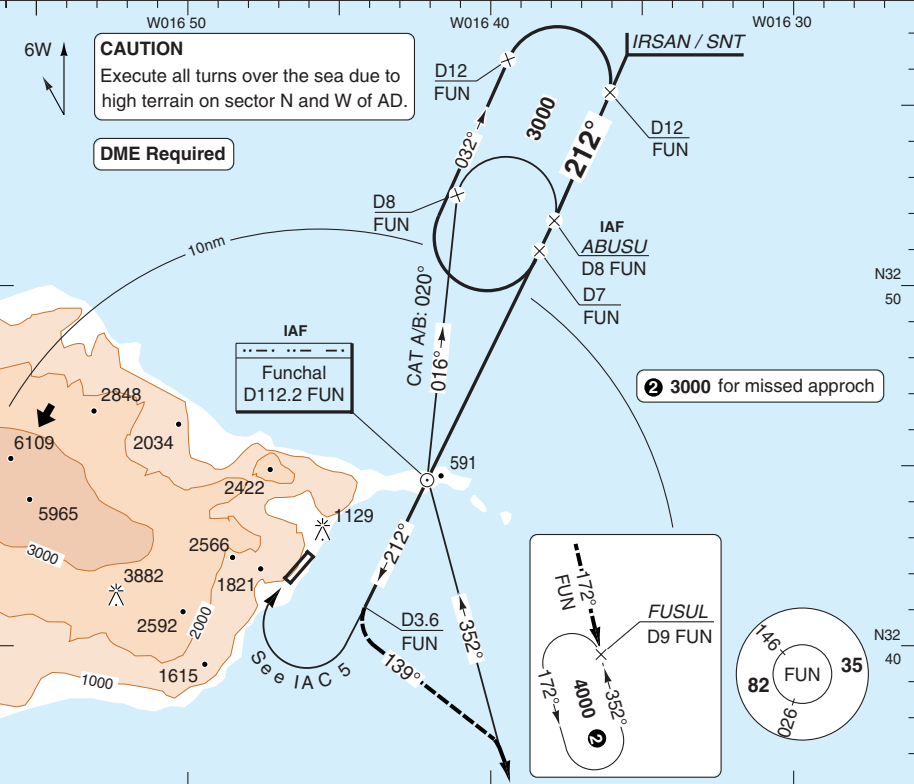 W016 50
W016 40
W016 30
6W
CAUTION
Execute all turns over the sea due to
high terrain on sector N and W of AD.
DME Required
IRSAN / SNT
D12
FUN
3000
D12
FUN
212°
032°
D8
FUN
IAF
ABUSU
D8 FUN
D7
FUN
10nm
N32
50
CAT A/B: 020°
016°
IAF
Funchal
D112.2 FUN
2 3000 for missed approch
2848
6109
2034
5965
2422
591
1129
3000
2566
3882
1821
2592
2000
1615
1000
212°
D3.6
FUN
352°
139°
See IAC 5
172°
FUN
FUSUL
D9 FUN
172°
4000 2
352°
146
FUN
35
82
026
N32
40